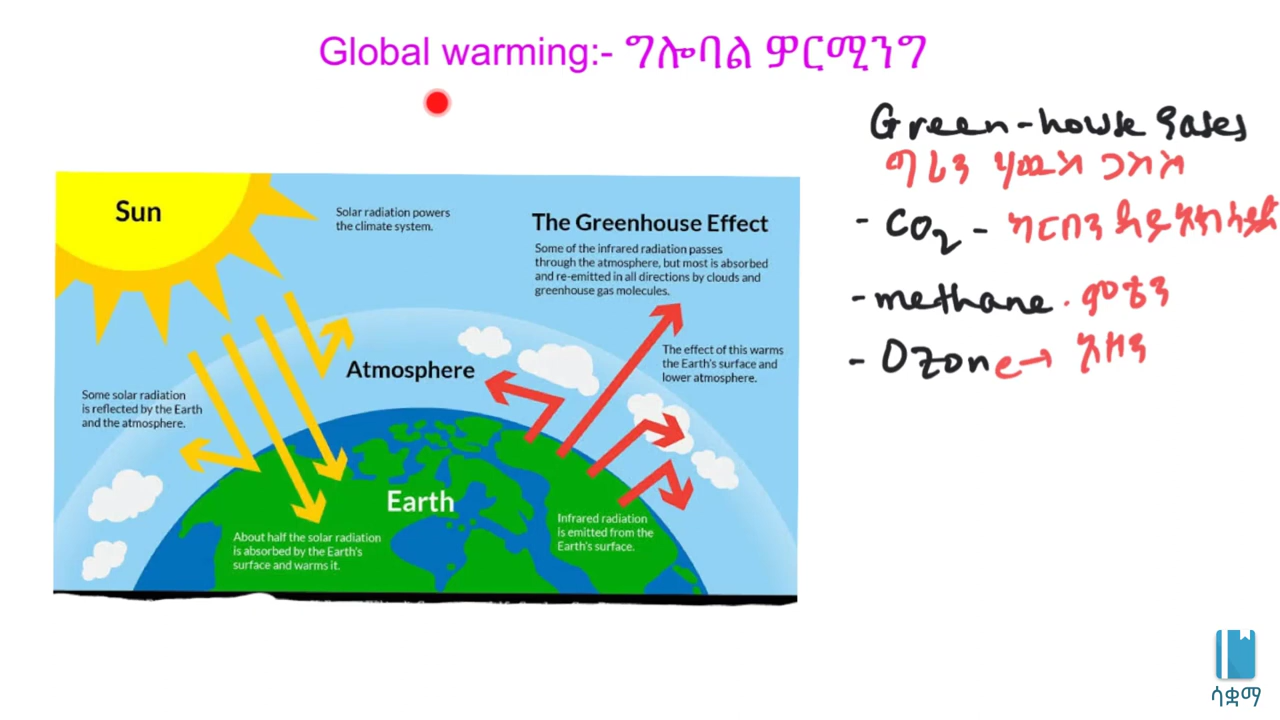 Global warming:- ግሎባል ዎርሚንግ
Green-house gases
ግሪን ሃውስ ጋስስ
- CO2 - ካርበን ዳይኦክሳይድ
- methane . ሞቴን
- Ozone → ኦዞን
Sun
Solar radiation powers
the climate system.
The Greenhouse Effect
Some of the infrared radiation passes
through the atmosphere, but most is absorbed
and re-emitted in all directions by clouds and
greenhouse gas molecules.
The effect of this warms
the Earth's surface and
lower atmosphere.
Atmosphere
Some solar radiation
is reflected by the Earth
and the atmosphere.
Earth
About half the solar radiation
is absorbed by the Earth's
surface and warms it.
Infrared radiation
is emitted from the
Earth's surface.
ሳቋማ